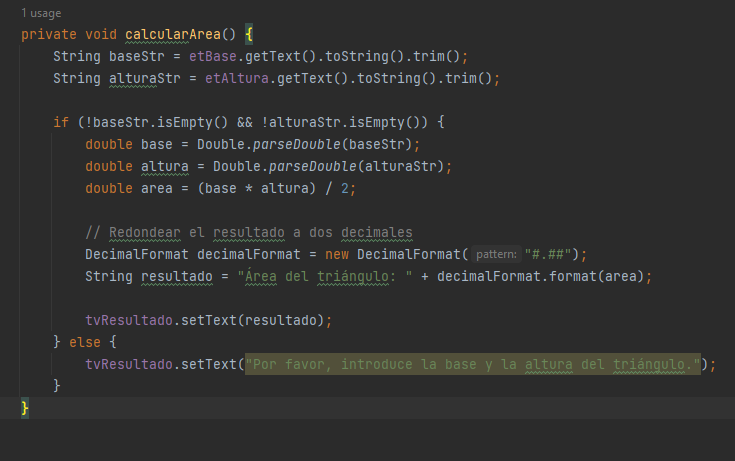 1 usage
private void calcularArea() {
    String baseStr = etBase.getText().toString().trim();
    String alturaStr = etAltura.getText().toString().trim();

    if (!baseStr.isEmpty() && !alturaStr.isEmpty()) {
        double base = Double.parseDouble(baseStr);
        double altura = Double.parseDouble(alturaStr);
        double area = (base * altura) / 2;

        // Redondear el resultado a dos decimales
        DecimalFormat decimalFormat = new DecimalFormat( pattern: "#.##");
        String resultado = "Área del triángulo: " + decimalFormat.format(area);

        tvResultado.setText(resultado);
    } else {
        tvResultado.setText("Por favor, introduce la base y la altura del triángulo.");
    }
}